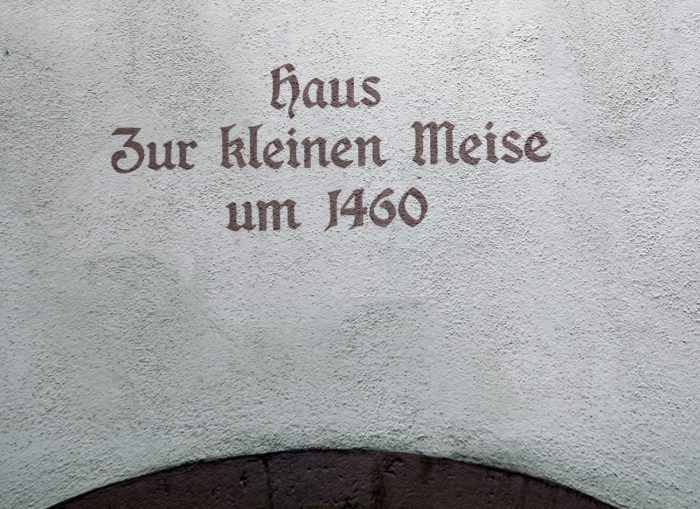 Haus
Zur kleinen Meise
um 1460